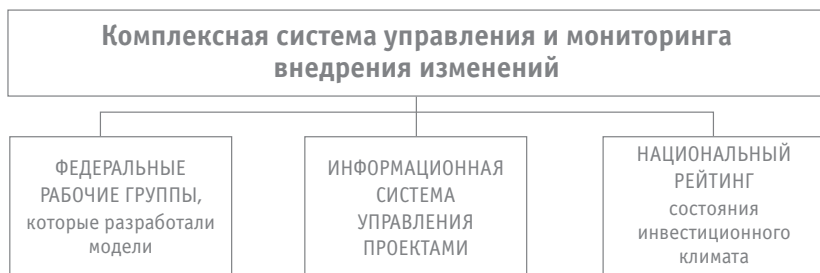 Комплексная система управления и мониторинга
внедрения изменений
ФЕДЕРАЛЬНЫЕ
РАБОЧИЕ ГРУППЫ,
которые разработали
модели
ИНФОРМАЦИОННАЯ
СИСТЕМА
УПРАВЛЕНИЯ
ПРОЕКТАМИ
НАЦИОНАЛЬНЫЙ
РЕЙТИНГ
состояния
инвестиционного
климата